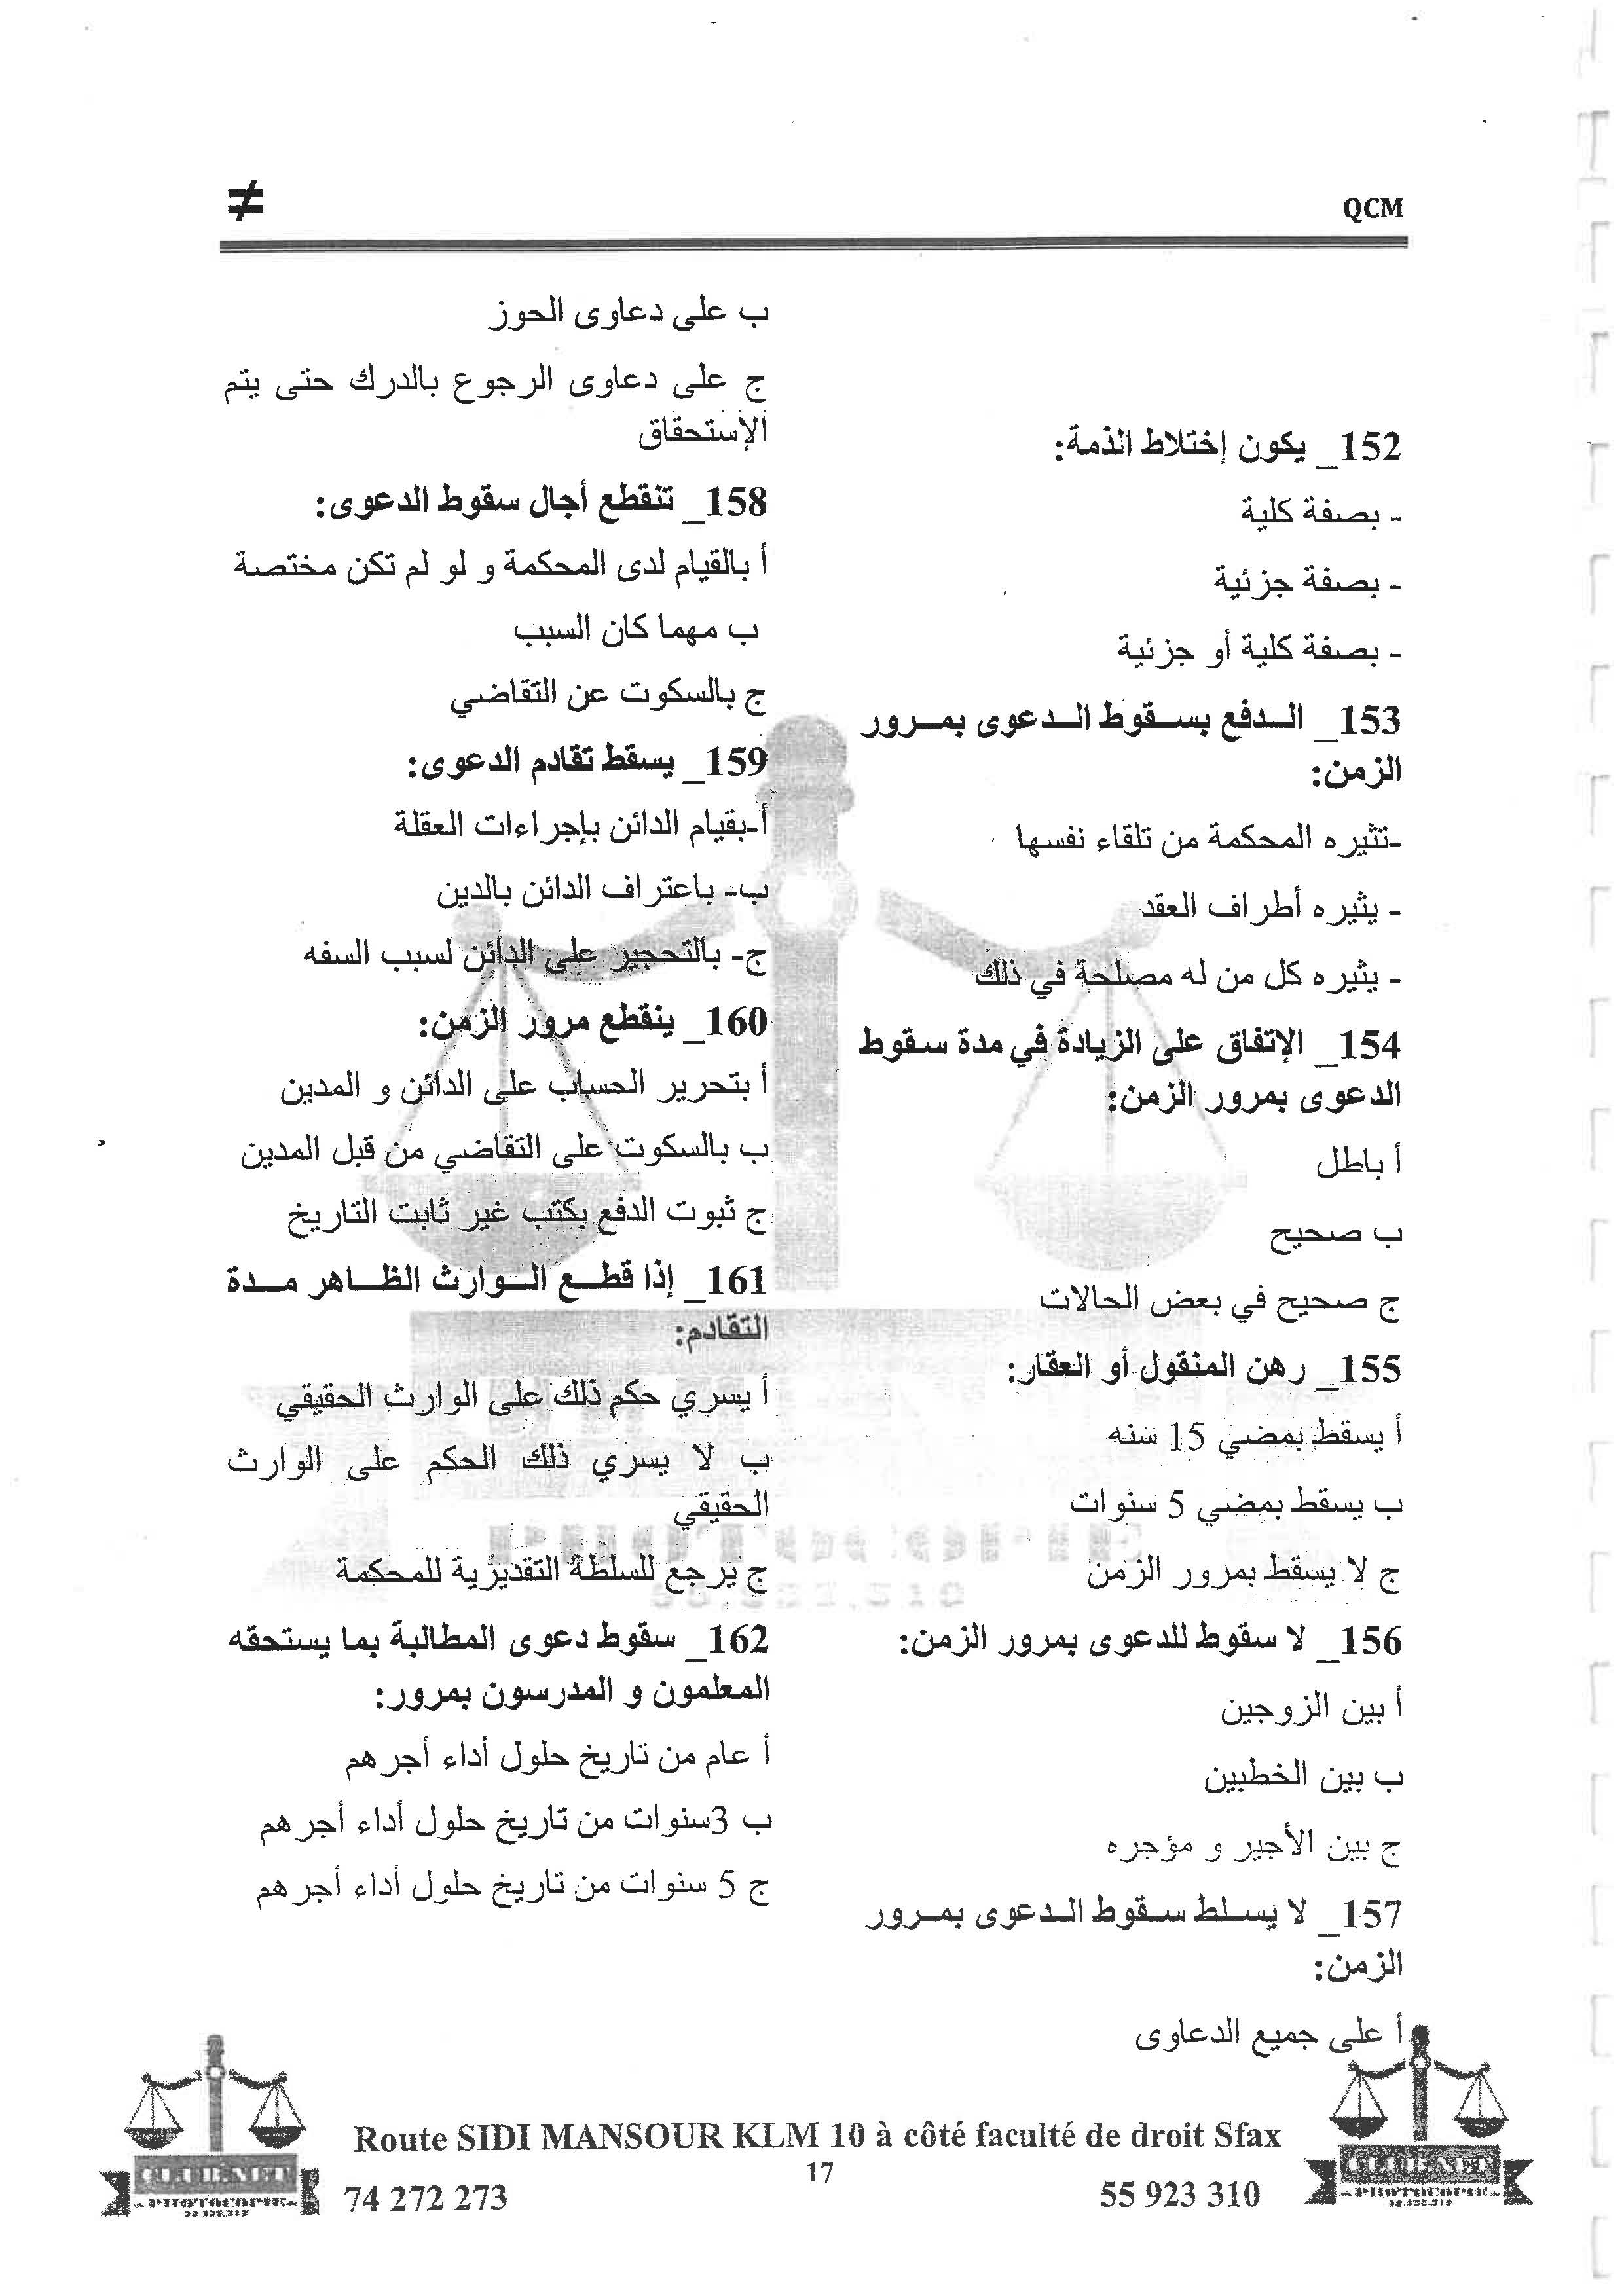 ≠
QCM
152_ يكون إختلاط الذمة:
- بصفة كلية
- بصفة جزئية
- بصفة كلية أو جزئية
153_ الدفع بسقوط الدعوى بمرور
الزمن:
-تثيره المحكمة من تلقاء نفسها
- يثيره أطراف العقد
- يثيره كل من له مصلحة في ذلك
154_ الإتفاق على الزيادة في مدة سقوط
الدعوى بمرور الزمن:
أ باطل
ب صحيح
ج صحيح في بعض الحالات
155_ رهن المنقول أو العقار:
أ يسقط بمضي 15 سنه
ب يسقط بمضي 5 سنوات
ج لا يسقط بمرور الزمن
156_ لا سقوط للدعوى بمرور الزمن:
أ بين الزوجين
ب بين الخطبين
ج بين الأجير و مؤجره
157_ لا يسلط سقوط الدعوى بمرور
الزمن:
أ على جميع الدعاوى
ب على دعاوى الحوز
ج على دعاوى الرجوع بالدرك حتى يتم
الإستحقاق
158_ تنقطع أجال سقوط الدعوى:
أ بالقيام لدى المحكمة و لو لم تكن مختصة
ب مهما كان السبب
ج بالسكوت عن التقاضي
159_ يسقط تقادم الدعوى:
أ-بقيام الدائن بإجراءات العقلة
ب- باعتراف الدائن بالدين
ج- بالتحجير على الدائن لسبب السفه
160_ ينقطع مرور الزمن:
أ بتحرير الحساب على الدائن و المدين
ب بالسكوت على التقاضي من قبل المدين
ج ثبوت الدفع بكتب غير ثابت التاريخ
161_ إذا قطع الوارث الظاهر مدة
التقادم:
أ يسري حكم ذلك على الوارث الحقيقي
ب لا يسري ذلك الحكم على الوارث
الحقيقي
ج يرجع للسلطة التقديرية للمحكمة
162_ سقوط دعوى المطالبة بما يستحقه
المعلمون و المدرسون بمرور:
أ عام من تاريخ حلول أداء أجرهم
ب 3سنوات من تاريخ حلول أداء أجرهم
ج 5 سنوات من تاريخ حلول أداء أجرهم
Route SIDI MANSOUR KLM 10 à côté faculté de droit Sfax
17
74 272 273
55 923 310